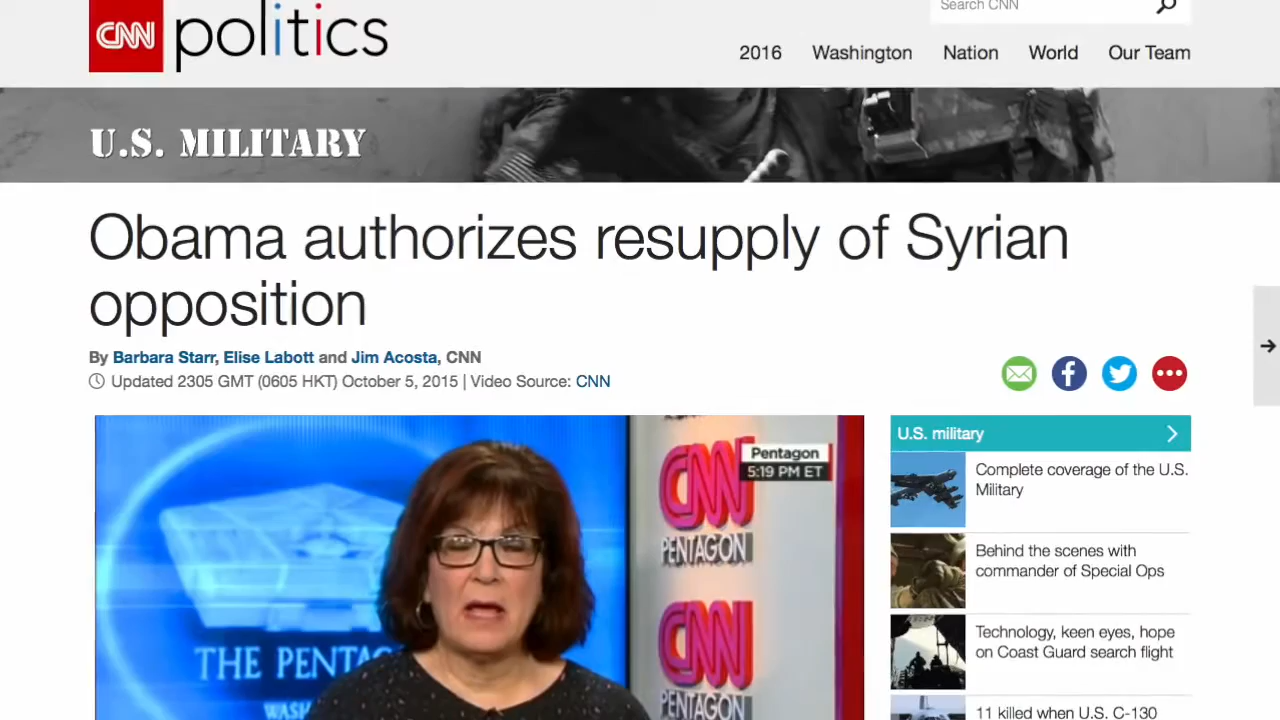 CNN politics
Search CNN
2016 Washington Nation World Our Team
U.S. MILITARY
Obama authorizes resupply of Syrian
opposition
By Barbara Starr, Elise Labott and Jim Acosta, CNN
Updated 2305 GMT (0605 HKT) October 5, 2015 | Video Source: CNN
CNN
PENTAGON
Pentagon
5:19 PM ET
CNN
PENTAGON
THE PENTAG
WASH
U.S. military
Complete coverage of the U.S.
Military
Behind the scenes with
commander of Special Ops
Technology, keen eyes, hope
on Coast Guard search flight
11 killed when U.S. C-130